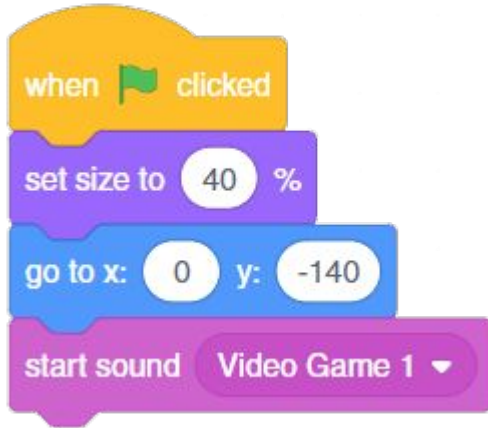 when clicked
set size to 40 %
go to x: 0 y: -140
start sound Video Game 1